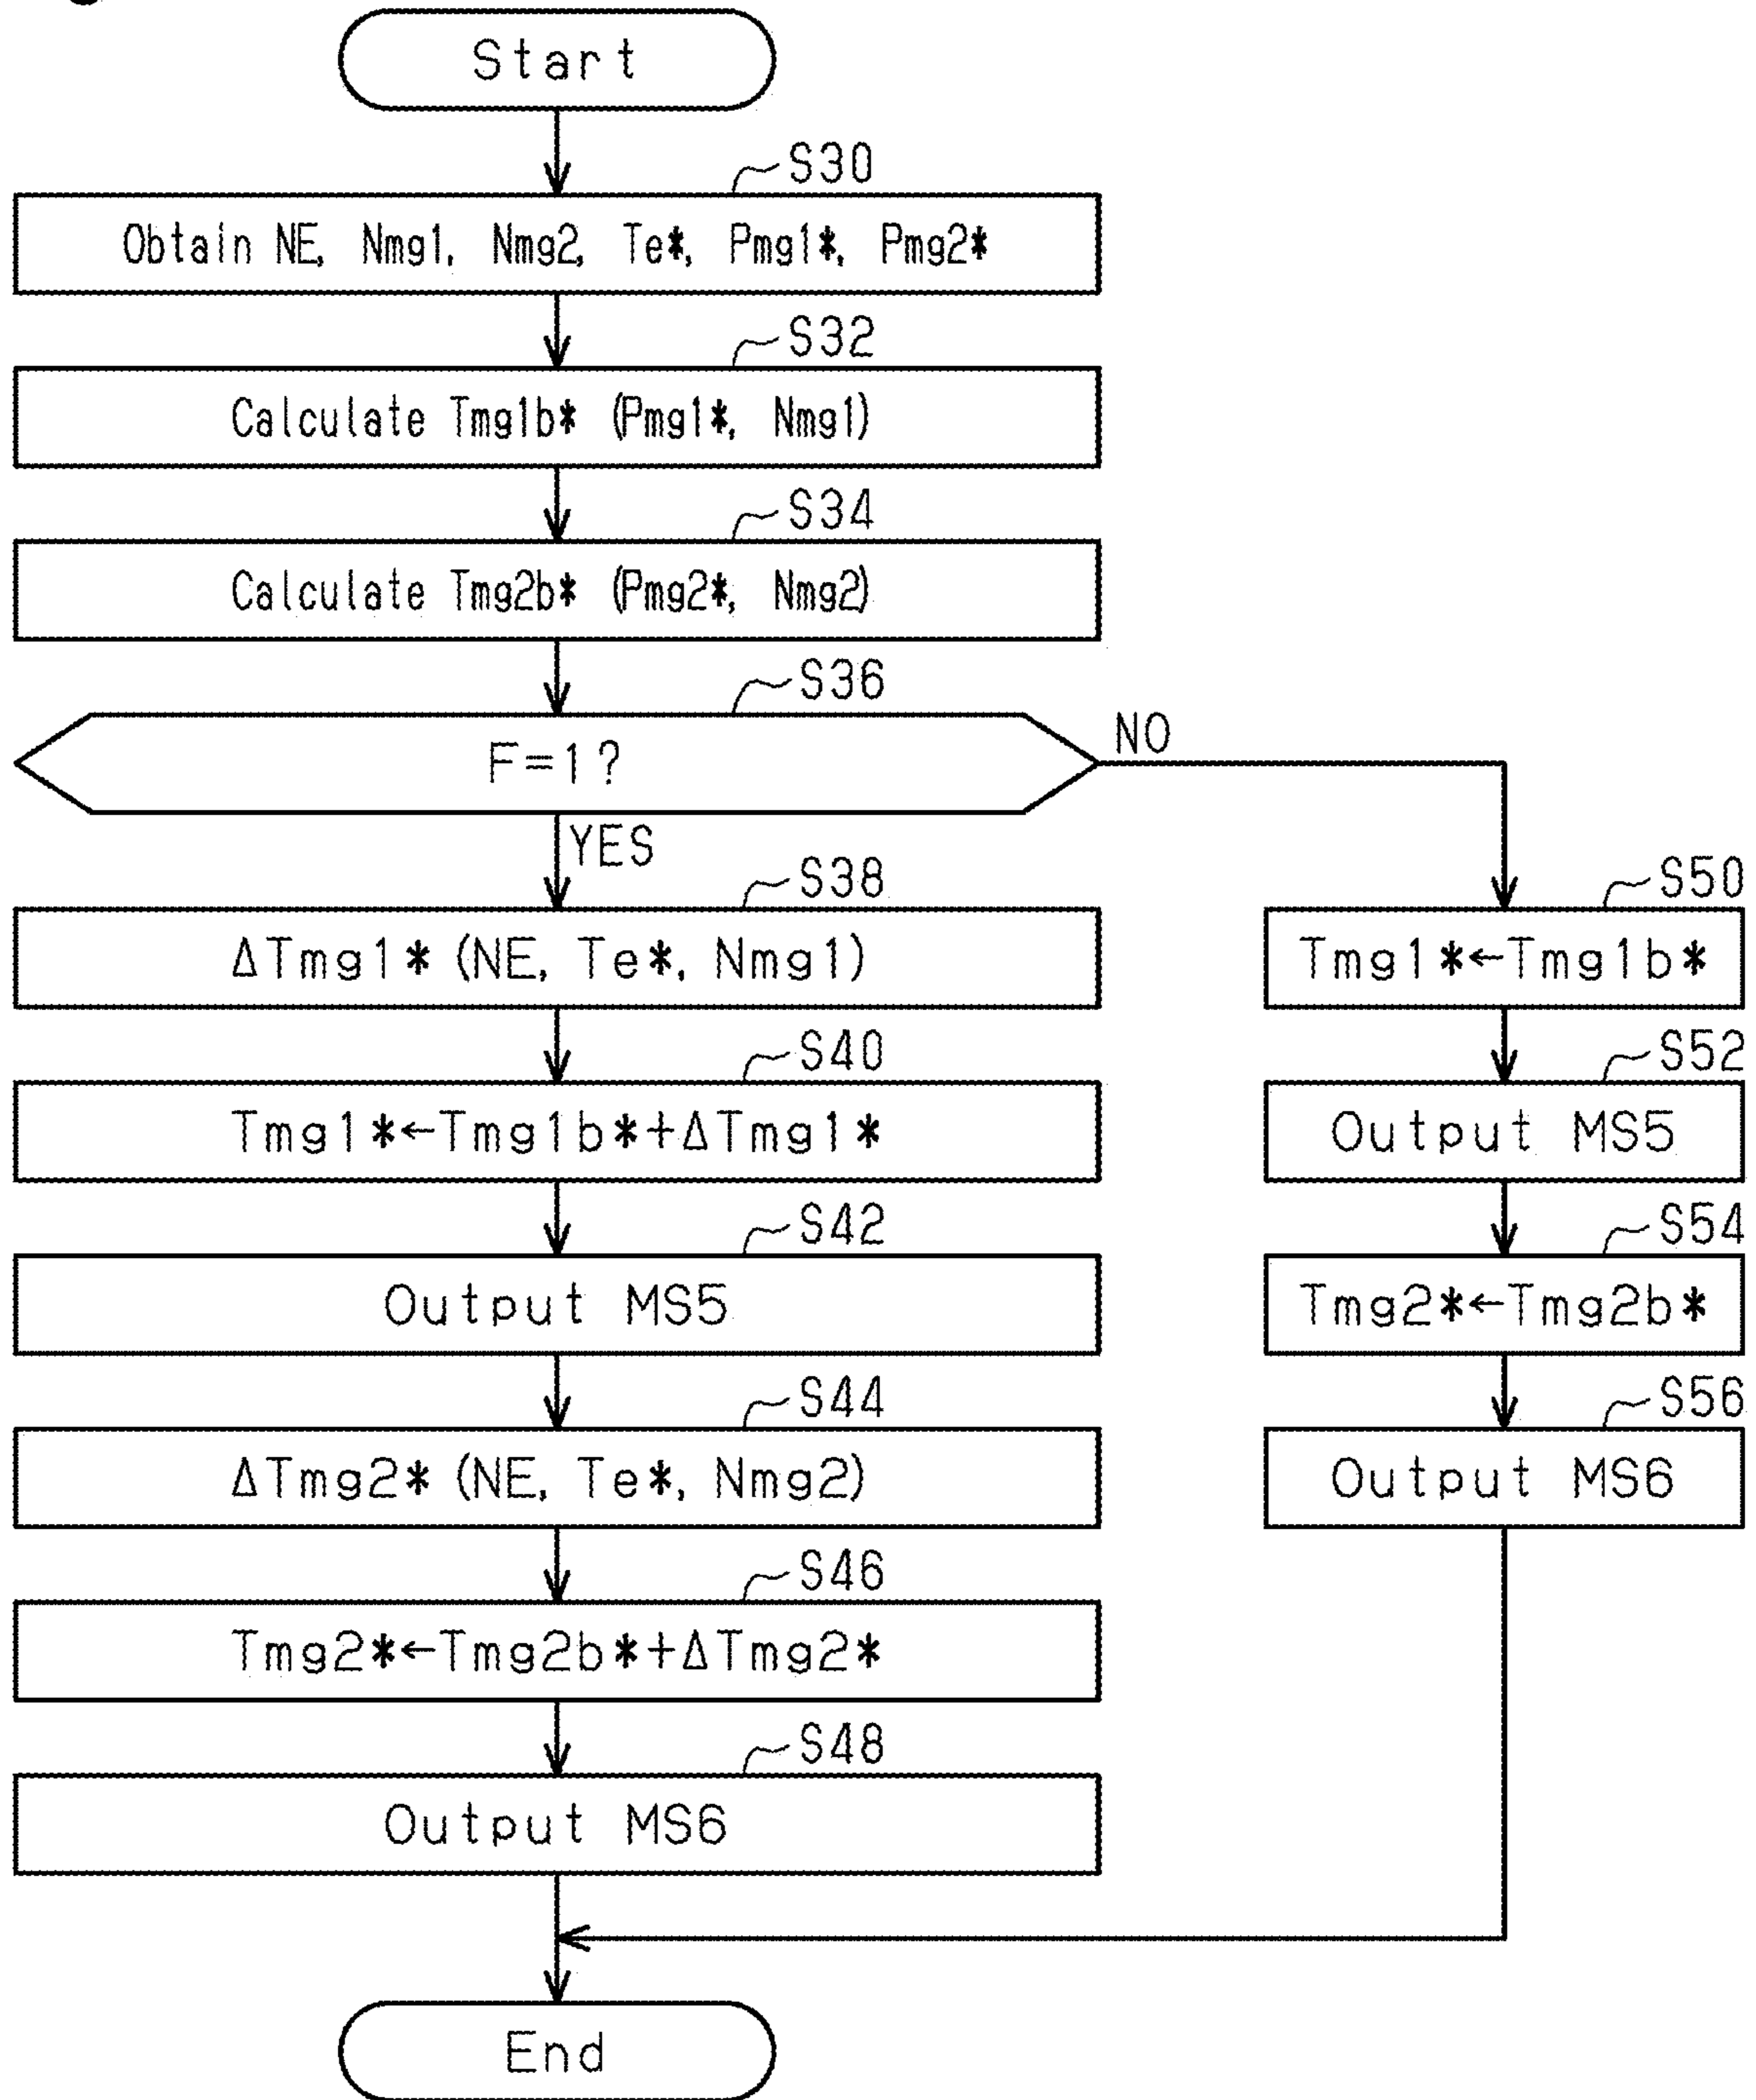 Start
S30
Obtain NE, Nmg1, Nmg2, Te*, Pmg1*, Pmg2*
S32
Calculate Tmg1b* (Pmg1*, Nmg1)
S34
Calculate Tmg2b* (Pmg2*, Nmg2)
S36
F=1?
NO
YES
S38
ΔTmg1* (NE, Te*, Nmg1)
S40
Tmg1*←Tmg1b*+ΔTmg1*
S42
Output MS5
S44
ΔTmg2* (NE, Te*, Nmg2)
S46
Tmg2*←Tmg2b*+ΔTmg2*
S48
Output MS6
S50
Tmg1*←Tmg1b*
S52
Output MS5
S54
Tmg2*←Tmg2b*
S56
Output MS6
End